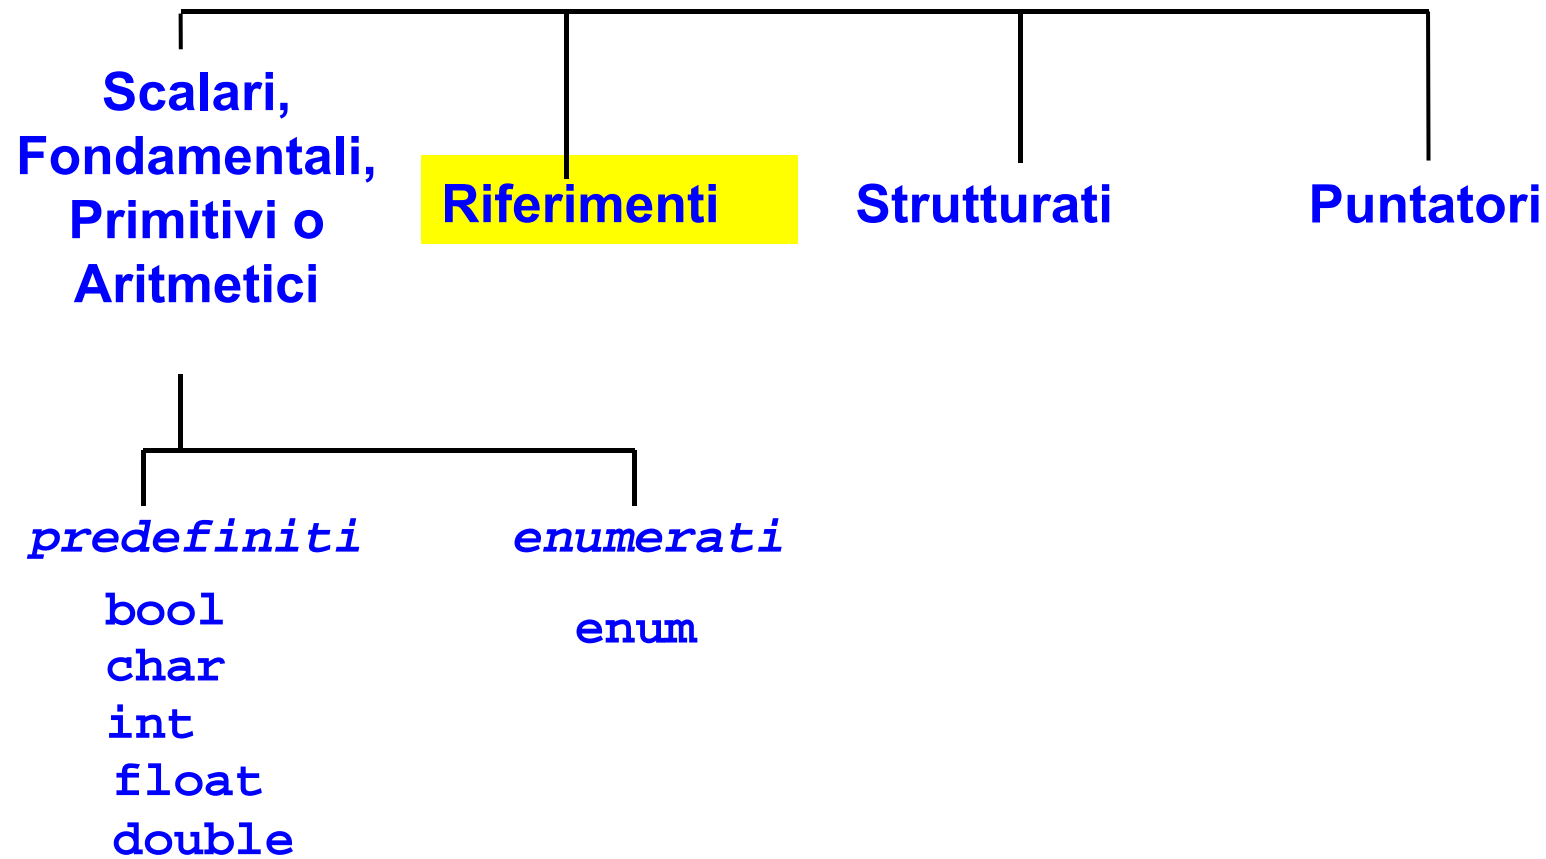 Scalari,
Fondamentali,
Primitivi o
Aritmetici
Riferimenti
Strutturati
Puntatori
predefiniti
enumerati
bool
char
int
float
double
enum